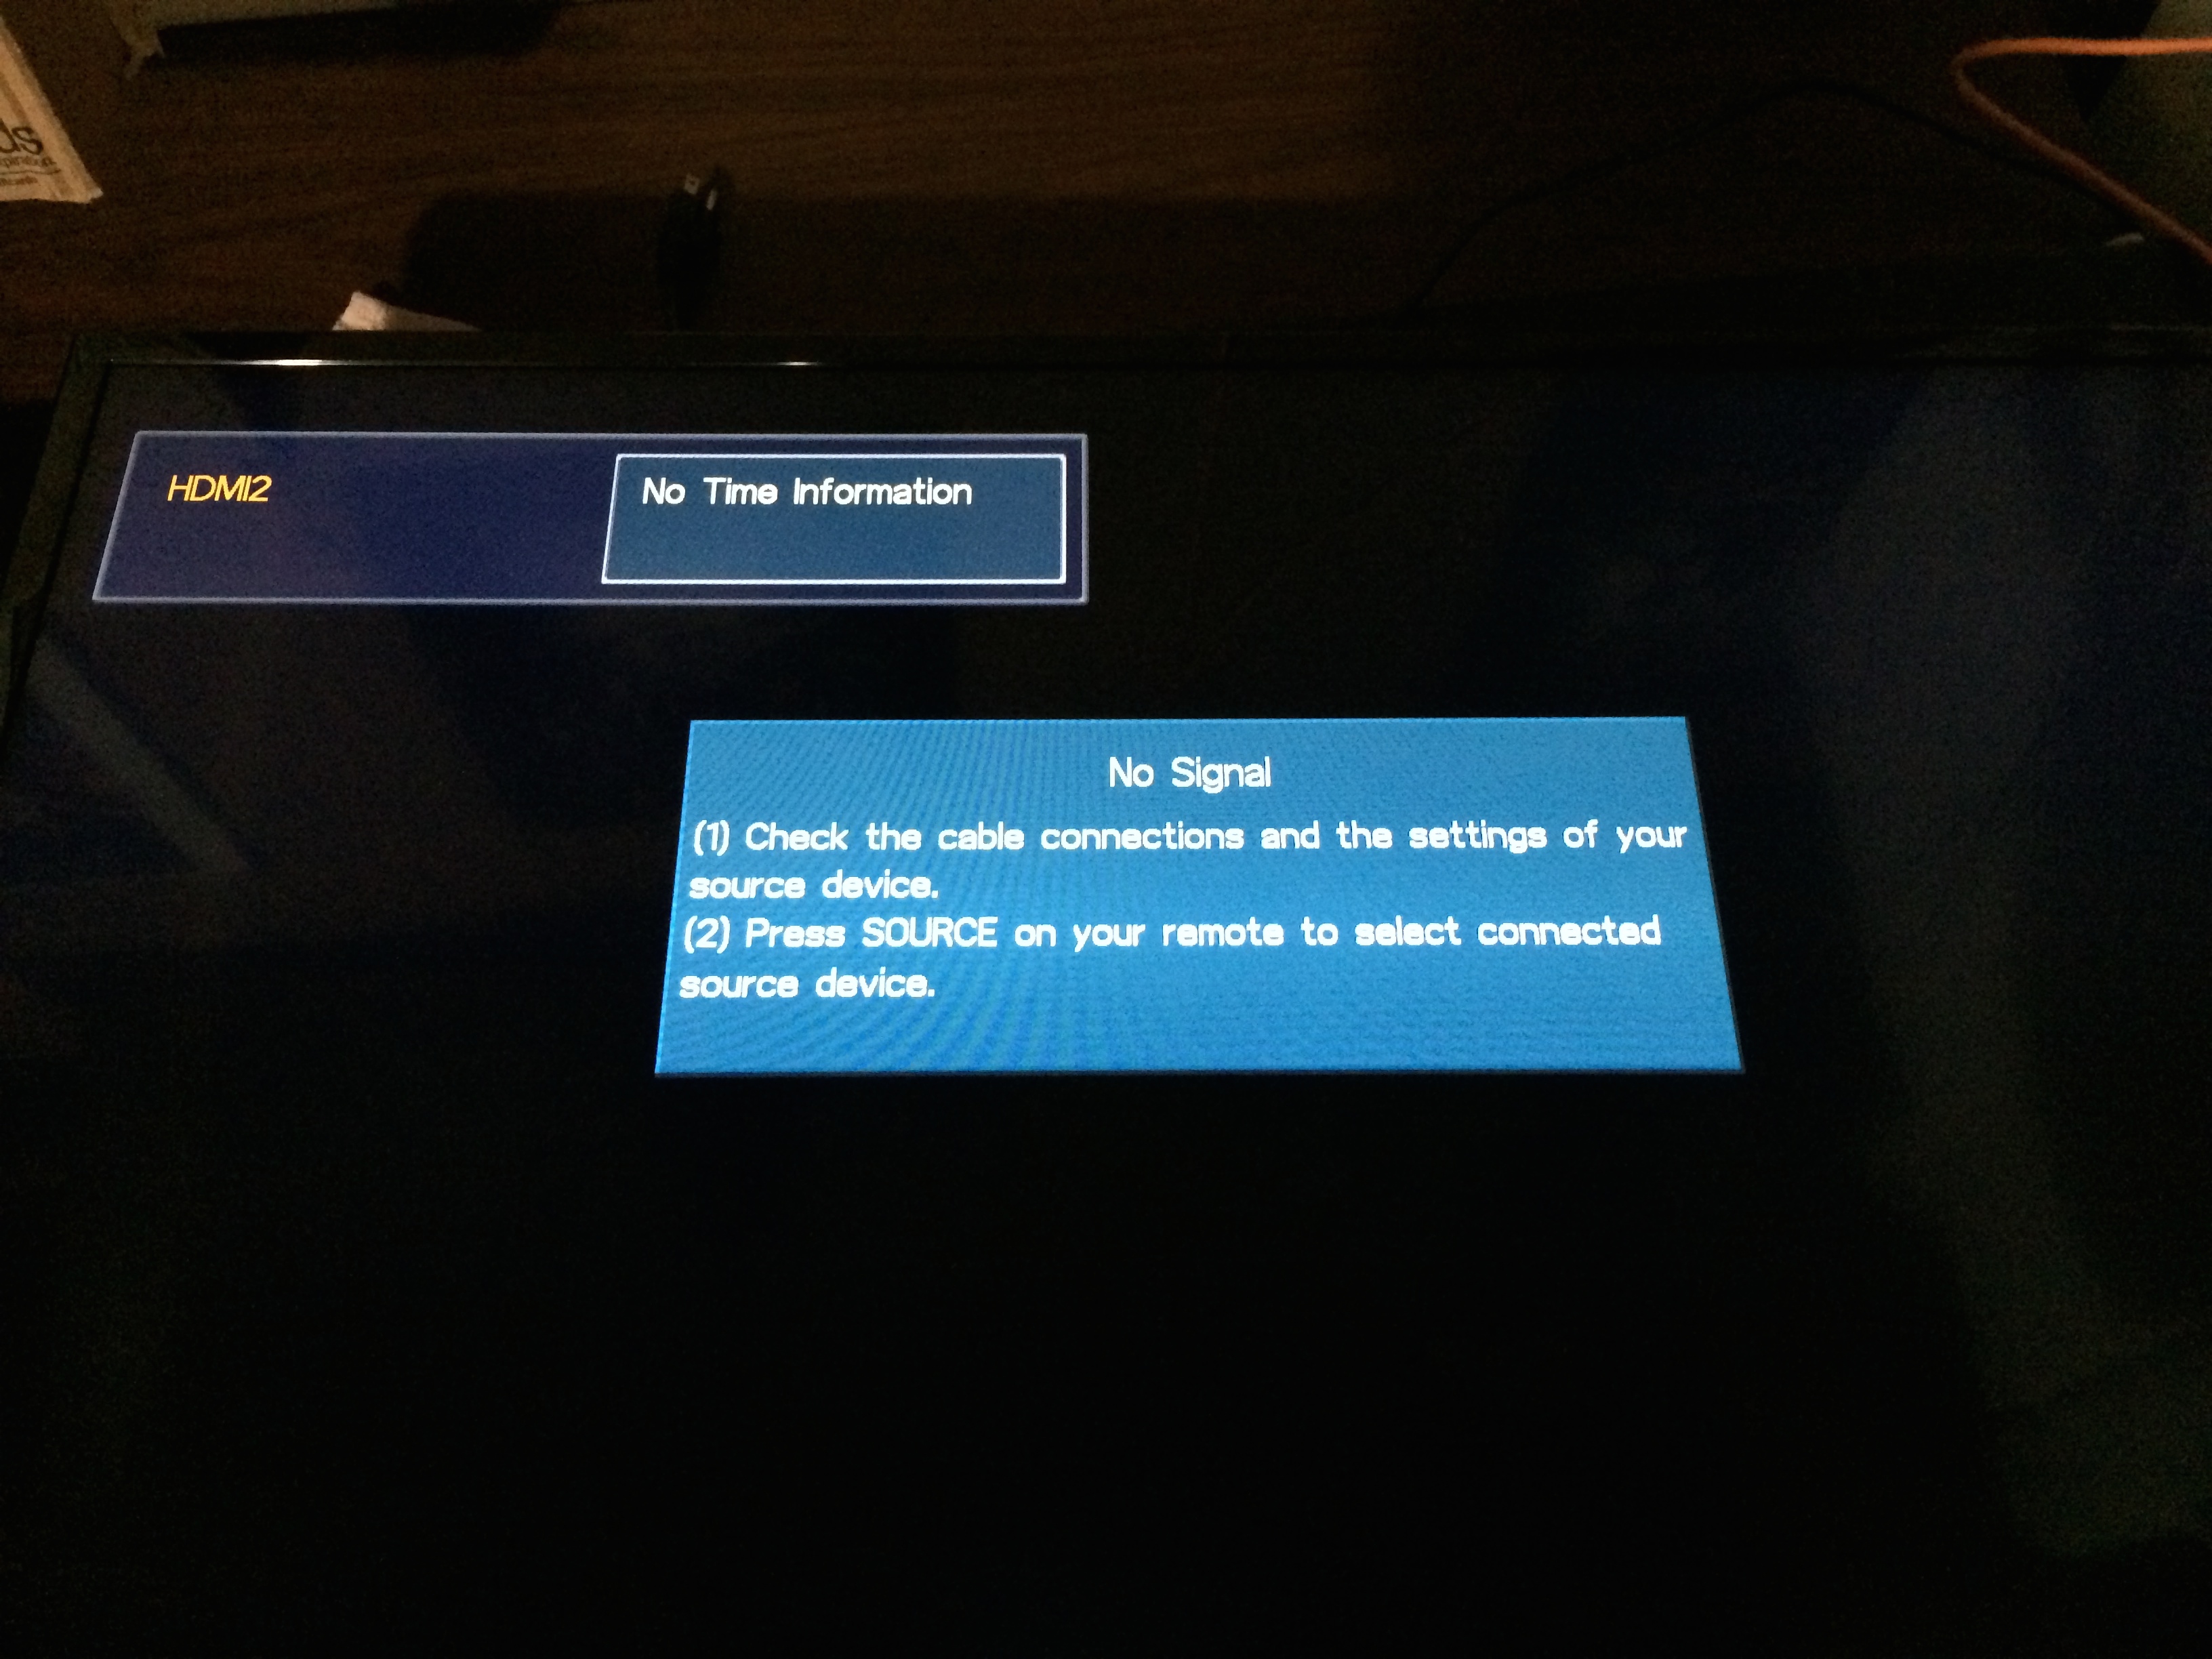 ds
HDMI2
No Time Information
No Signal
(1) Check the cable connections and the settings of your
source device.
(2) Press SOURCE on your remote to select connected
source device.